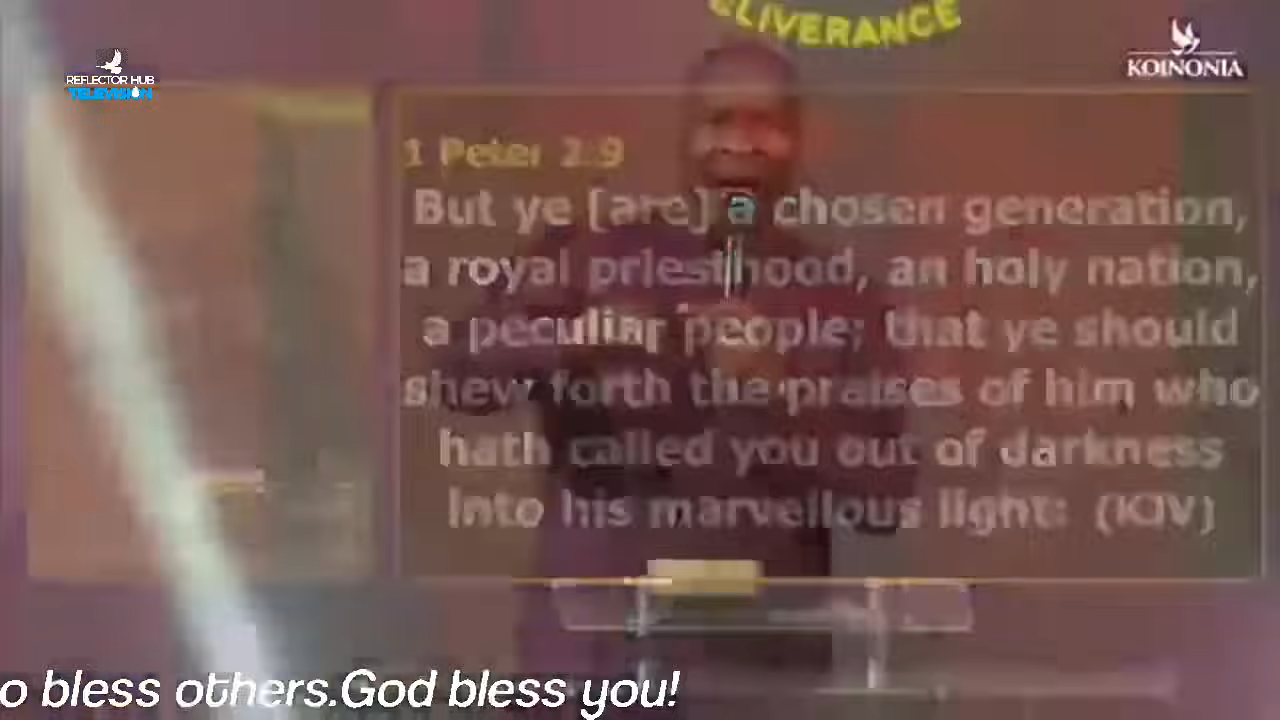 ELIVERANCE
KOINONIA
REFLECTOR HUB
TELEVISION
1 Peter 2:9
But ye [are] a chosen generation,
a royal priesthood, an holy nation,
a peculiar people; that ye should
shew forth the praises of him who
hath called you out of darkness
into his marvellous light: (KJV)
o bless others.God bless you!